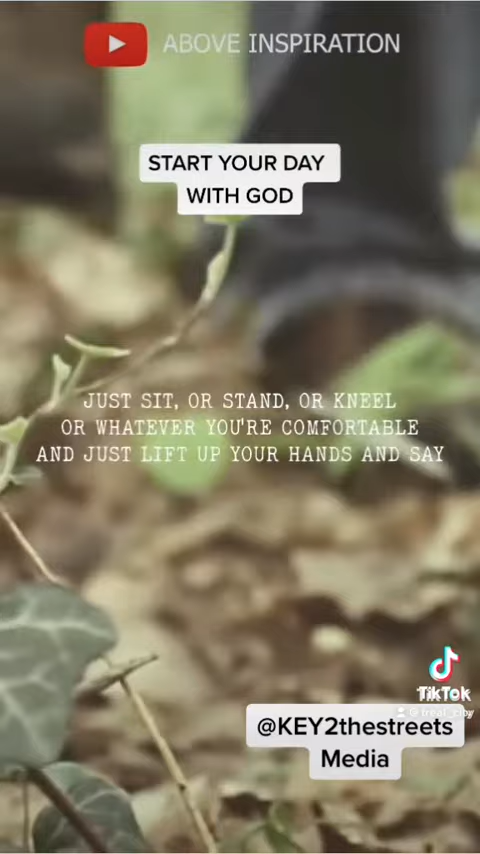 ABOVE INSPIRATION
START YOUR DAY
WITH GOD
JUST SIT, OR STAND, OR KNEEL
OR WHATEVER YOU'RE COMFORTABLE
AND JUST LIFT UP YOUR HANDS AND SAY
TikTok
@KEY2thestreets
Media